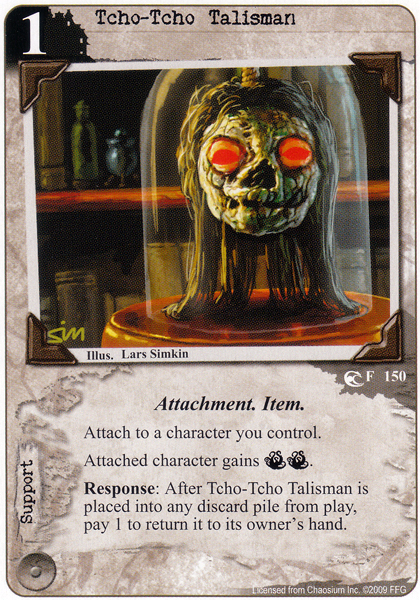 1
Tcho-Tcho Talisman
sim
Illus. Lars Simkin
F 150
Attachment. Item.
Attach to a character you control.
Attached character gains .
Response: After Tcho-Tcho Talisman is
placed into any discard pile from play,
pay 1 to return it to its owner's hand.
Support
Licensed from Chaosium Inc. ©2009 FFG